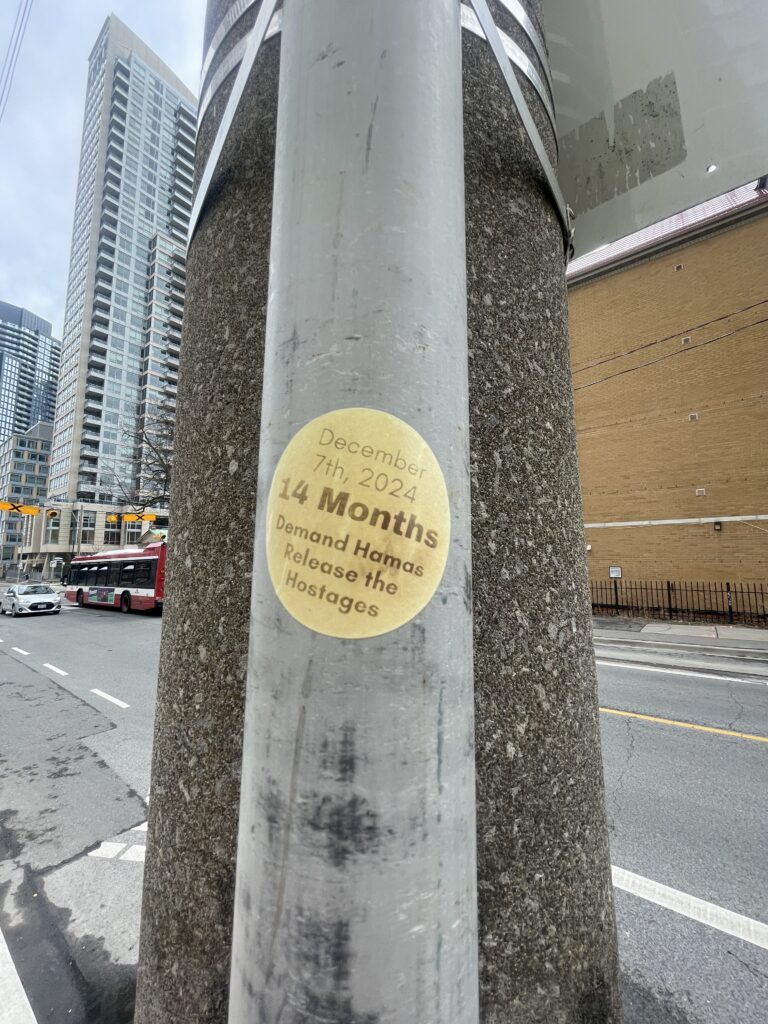 December
7th, 2024
14 Months
Demand Hamas
Release the
Hostages